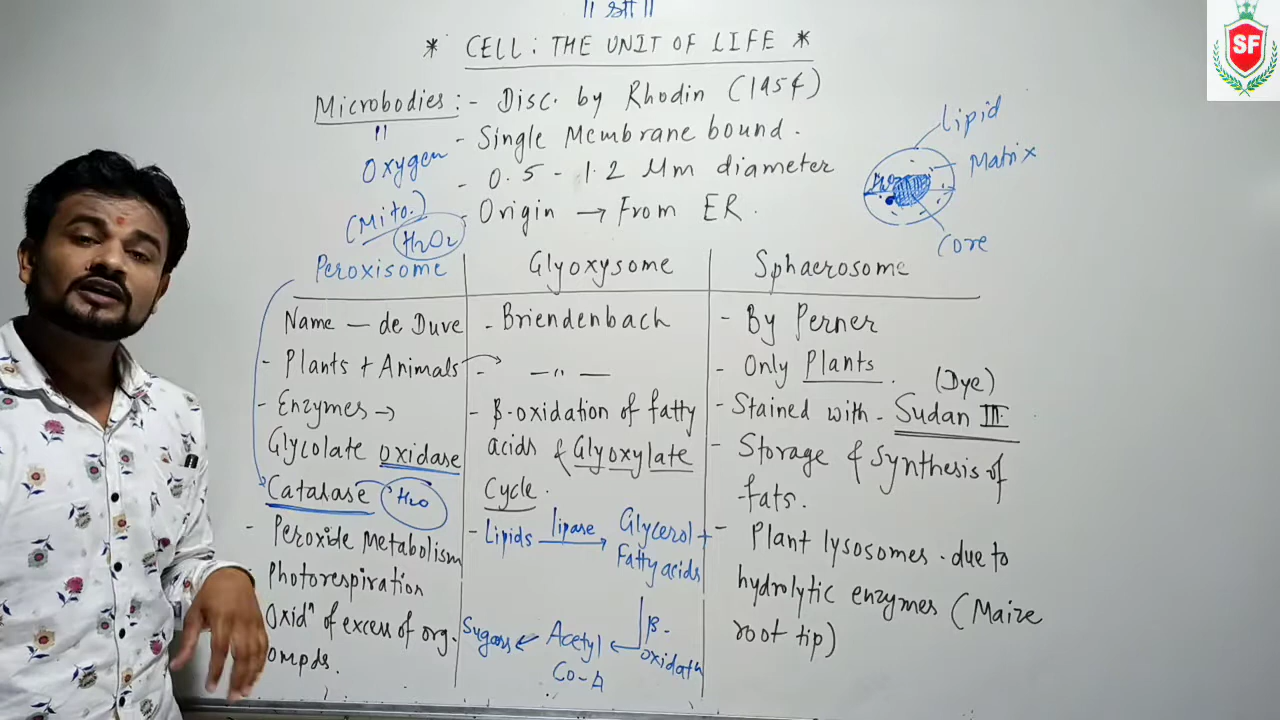 || श्री ||
* CELL : THE UNIT OF LIFE *
SF
Microbodies :- Disc. by Rhodin (1954)
"
- Single Membrane bound.
Oxygen
- 0.5 - 1.2 Mm diameter
(Mito.)
- Origin → From ER.
H2O2
Lipid
Matrix
H2O2
Core
Peroxisome
Name — de Duve
- Plants + Animals
- Enzymes →
Glycolate oxidase
Catalase → H2O
- Peroxide Metabolism
Photorespiration
Oxidn of excess of org.
ompds.
Glyoxysome
- Briendenbach
- — " —
- β-oxidation of fatty
acids & Glyoxylate
Cycle.
- Lipids lipase → Glycerol +
Fatty acids
β-
oxidatn
Acetyl
Co-A
Sugars ←
Sphaerosome
- By Perner
- Only Plants.
(Dye)
- Stained with - Sudan III
- Storage & Synthesis of
fats.
- Plant lysosomes - due to
hydrolytic enzymes (Maize
root tip)